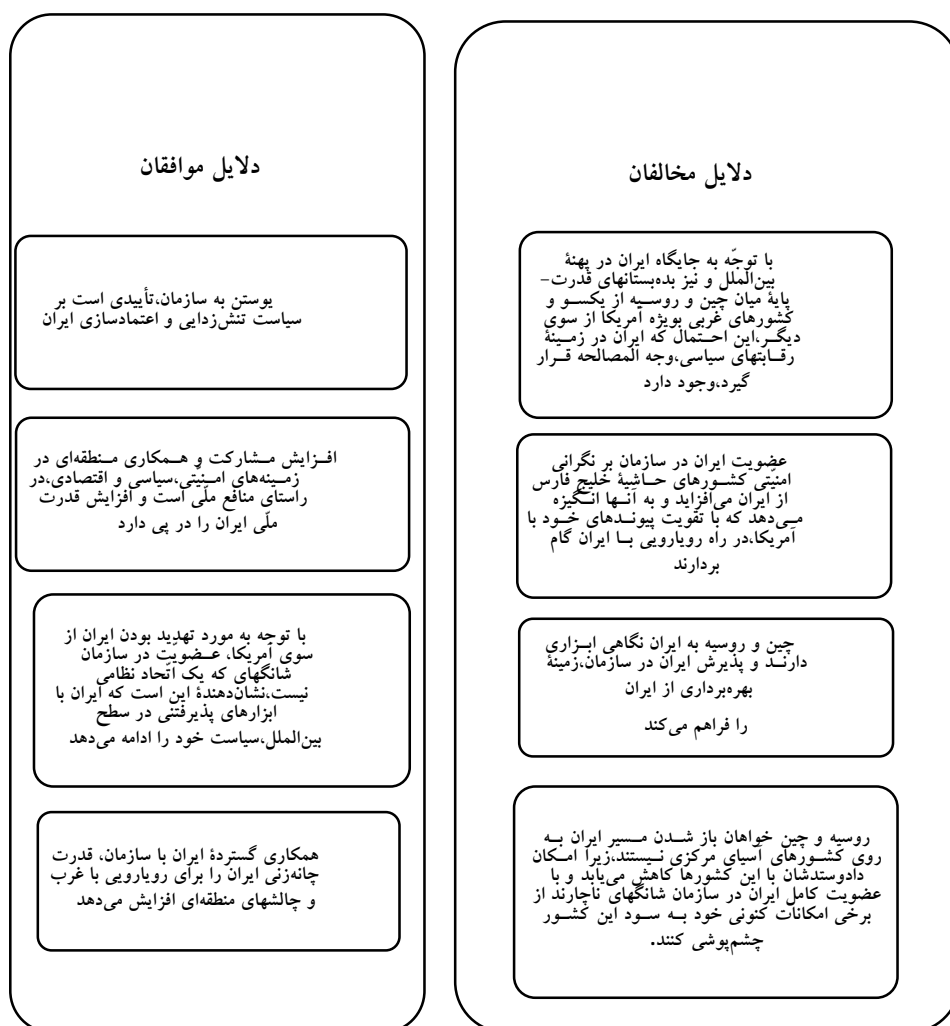 دلایل مخالفان
با توجّه به جایگاه ایران در پهنهٔ
بین‌الملل و نیز بده‌بستانهای قدرت-
پایهٔ میان چین و روسـیه از یکسـو و
کشورهای غربی بویژه آمریکا از سوی
دیگـر،این احـتمال که ایران در زمـینهٔ
رقـابتهای سیاسی،وجه المصالحه قـرار
گیرد،وجود دارد
عضویت ایران در سازمان بر نگرانی
امنیّتی کشـورهای حـاشیهٔ خلیج فارس
از ایران می‌افزاید و به آنـها انـگیزه
مـی‌دهد که با تقویت پیونـدهای خـود با
آمریکا،در راه رویارویی بـا ایران گام
بردارند
چین و روسیه به ایران نگاهی ابـزاری
دارنـد و پذیرش ایران در سازمان،زمینهٔ
بهره‌برداری از ایران
را فراهم می‌کند
روسیه و چین خواهان باز شـدن مـسیر ایران بـه
روی کشـورهای آسیای مرکزی نـیستند،زیرا امـکان
دادوستدشان با این کشورها کاهش می‌یابد و با
عضویت کامل ایران در سازمان شانگهای ناچارند از
برخی امکانات کنونی خود بـه سـود این کشـور
چشم‌پوشی کنند.
دلایل موافقان
یوستن به سازمان،تأییدی است بر
سیاست تنش‌زدایی و اعتمادسازی ایران
افـزایش مـشارکت و هـمکاری مـنطقه‌ای در
زمـینه‌های امـنیّتی،سیاسی و اقتصادی،در
راستای منافع ملّی است و افزایش قدرت
ملّی ایران را در پی دارد
با توجه به مورد تهدید بودن ایران از
سوی آمریکا، عـضویّت در سازمان
شانگهای که یک اتّحاد نظامی
نیست،نشان‌دهندهٔ این است که ایران با
ابزارهای پذیرفتنی در سطح
بین‌الملل،سیاست خود را ادامه می‌دهد
همکاری گستردهٔ ایران با سازمان، قدرت
چانه‌زنی ایران را برای رویارویی با غرب
و چالشهای منطقه‌ای افزایش می‌دهد